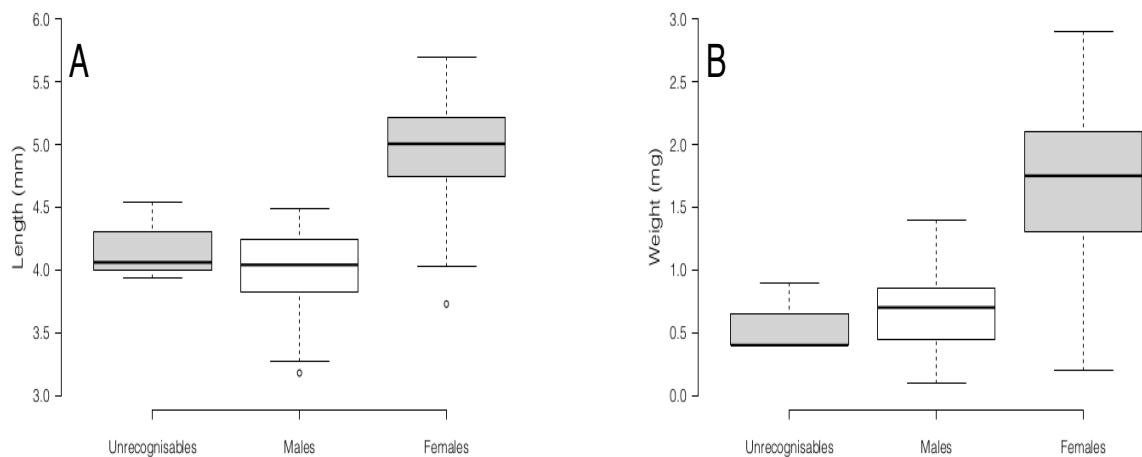 A
Length (mm)
6.0
5.5
5.0
4.5
4.0
3.5
3.0
Unrecognisables Males Females
B
Weight (mg)
3.0
2.5
2.0
1.5
1.0
0.5
0.0
Unrecognisables Males Females